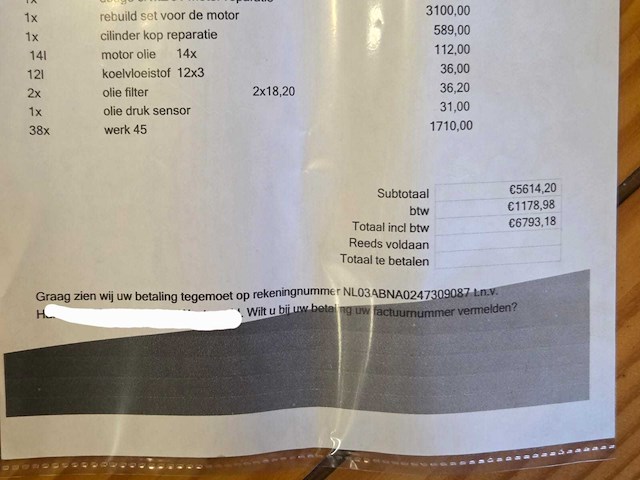 1x
1x rebuild set voor de motor 3100,00
1x cilinder kop reparatie 589,00
14l motor olie 14x 112,00
12l koelvloeistof 12x3 36,00
2x olie filter 2x18,20 36,20
1x olie druk sensor 31,00
38x werk 45 1710,00
Subtotaal €5614,20
btw €1178,98
Totaal incl btw €6793,18
Reeds voldaan
Totaal te betalen
Graag zien wij uw betaling tegemoet op rekeningnummer NL03ABNA0247309087 t.n.v.
Wilt u bij uw betaling uw factuurnummer vermelden?